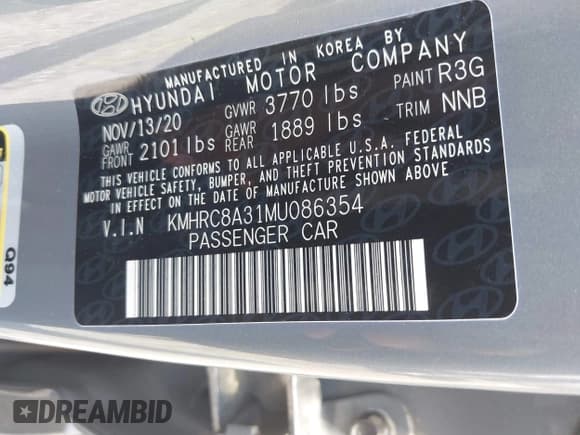 MANUFACTURED IN KOREA BY
HYUNDAI MOTOR COMPANY
NOV/13/20 GVWR 3770 lbs PAINT R3G
GAWR FRONT 2101 lbs GAWR REAR 1889 lbs TRIM NNB
THIS VEHICLE CONFORMS TO ALL APPLICABLE U.S.A. FEDERAL
MOTOR VEHICLE SAFETY, BUMPER, AND THEFT PREVENTION STANDARDS
IN EFFECT ON THE DATE OF MANUFACTURE SHOWN ABOVE
V.I.N KMHRC8A31MU086354
PASSENGER CAR
Q94
DREAMBID